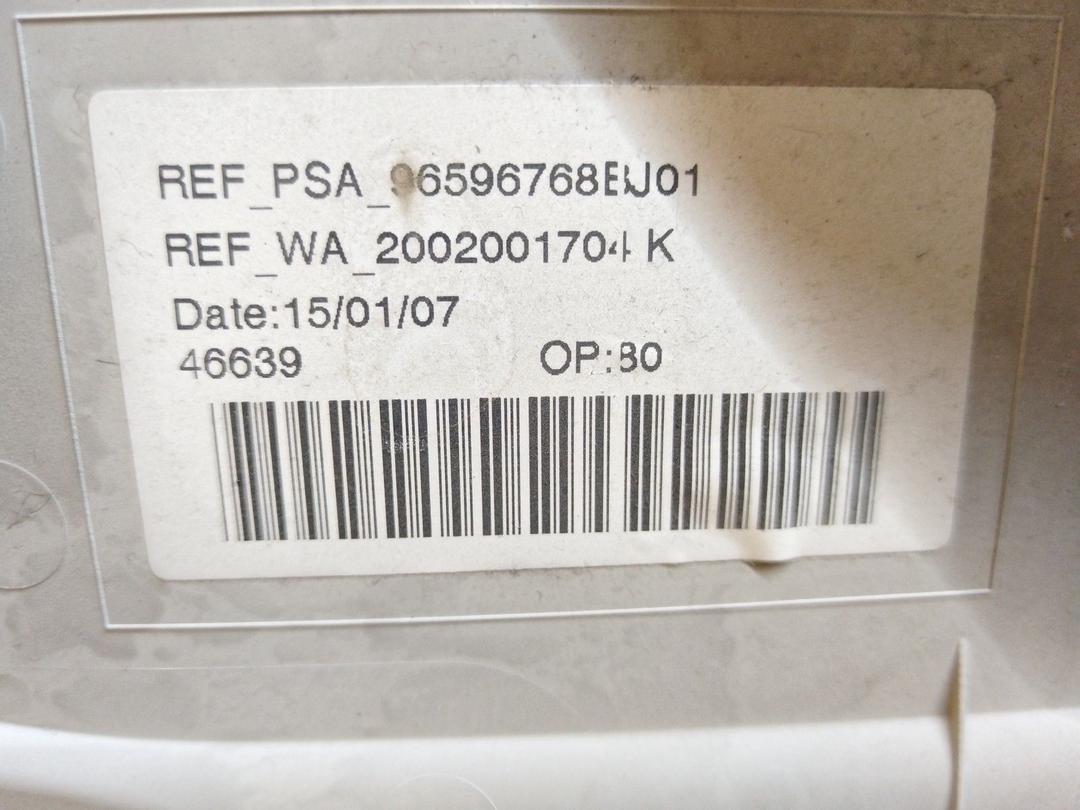 REF_PSA_96596768BJ01
REF_WA_2002001704 K
Date:15/01/07
46639
OP:80